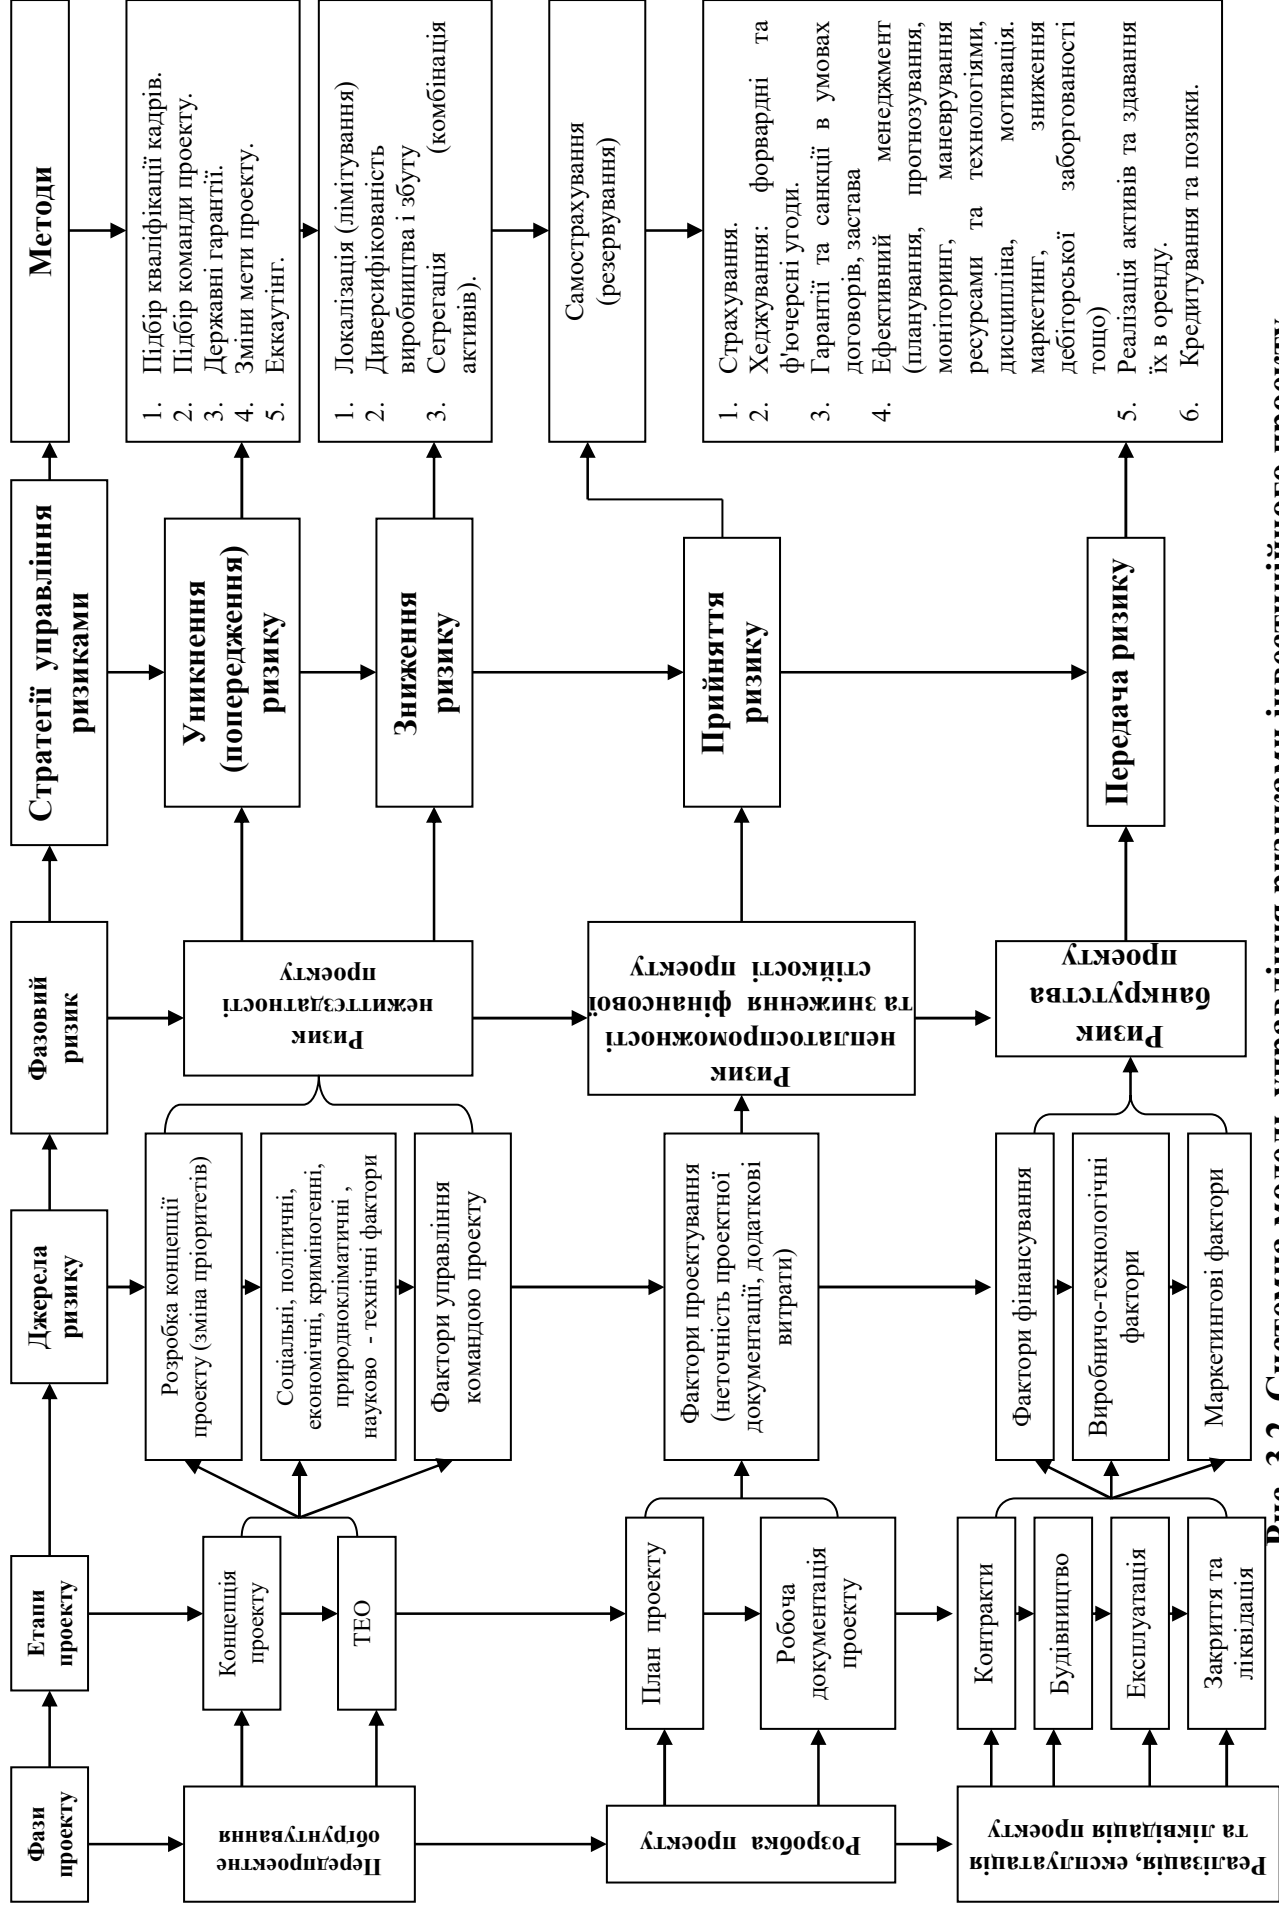 Фази
проекту
Етапи
проекту
Джерела
ризику
Фазовий
ризик
Стратегії управління
ризиками
Методи
Передпроектне
обґрунтування
Концепція
проекту
ТЕО
Розробка концепції
проекту (зміна пріоритетів)
Соціальні, політичні,
економічні, криміногенні,
природнокліматичні ,
науково - технічні фактори
Фактори управління
командою проекту
Ризик
нежиттєздатності
проекту
Уникнення
(попередження)
ризику
Зниження
ризику
1. Підбір кваліфікації кадрів.
2. Підбір команди проекту.
3. Державні гарантії.
4. Зміни мети проекту.
5. Еккаутінг.
1. Локалізація (лімітування)
2. Диверсифікованість
виробництва і збуту
3. Сегрегація (комбінація
активів).
Розробка проекту
План проекту
Робоча
документація
проекту
Фактори проектування
(неточність проектної
документації, додаткові
витрати)
Ризик
неплатоспроможності
та зниження фінансової
стійкості проекту
Прийняття
ризику
Самострахування
(резервування)
Реалізація, експлуатація
та ліквідація проекту
Контракти
Будівництво
Експлуатація
Закриття та
ліквідація
Фактори фінансування
Виробничо-технологічні
фактори
Маркетингові фактори
Ризик
банкрутства
проекту
Передача ризику
1. Страхування.
2. Хеджування: форвардні та
ф'ючерсні угоди.
3. Гарантії та санкції в умовах
договорів, застава
4. Ефективний менеджмент
(планування, прогнозування,
моніторинг, маневрування
ресурсами та технологіями,
дисципліна, мотивація.
маркетинг, зниження
дебіторської заборгованості
тощо)
5. Реалізація активів та здавання
їх в оренду.
6. Кредитування та позики.
Рис. 3.2. Системна модель управління ризиками інвестиційного проекту